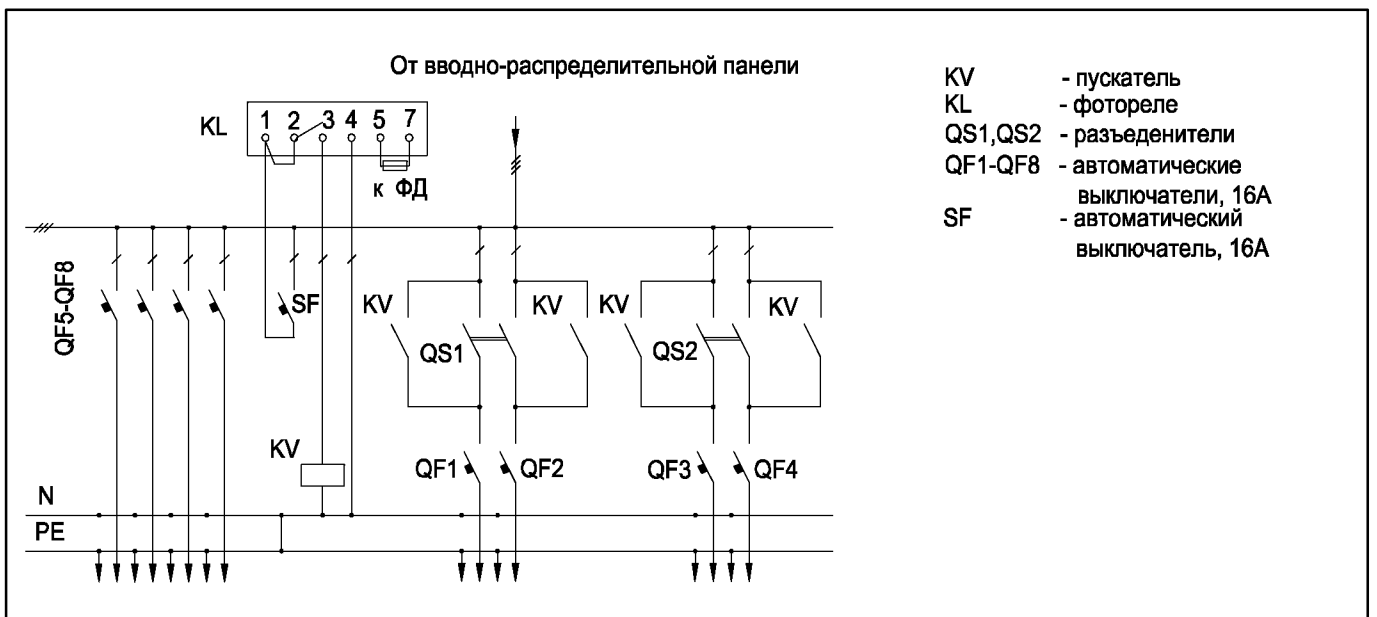 От вводно-распределительной панели
KL
1 2 3 4 5 7
к ФД
KV - пускатель
KL - фотореле
QS1,QS2 - разъеденители
QF1-QF8 - автоматические
выключатели, 16А
SF - автоматический
выключатель, 16А
QF5-QF8
SF
KV
QS1
KV
KV
QS2
KV
KV
QF1
QF2
QF3
QF4
N
PE